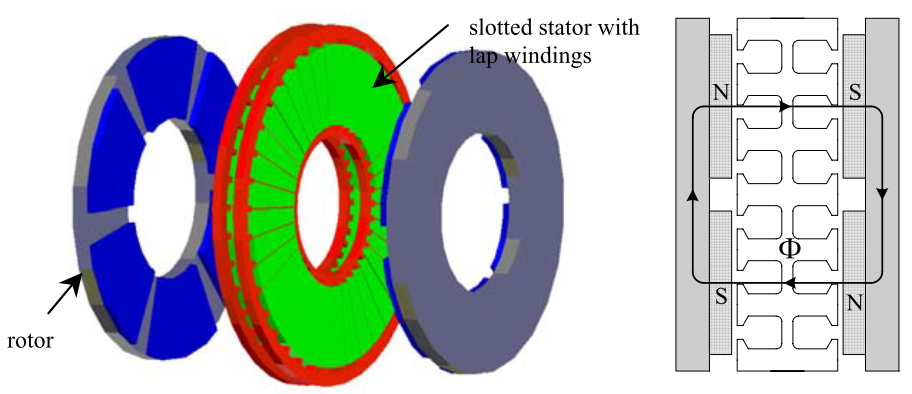 slotted stator with
lap windings
rotor
N
S
Φ
S
N